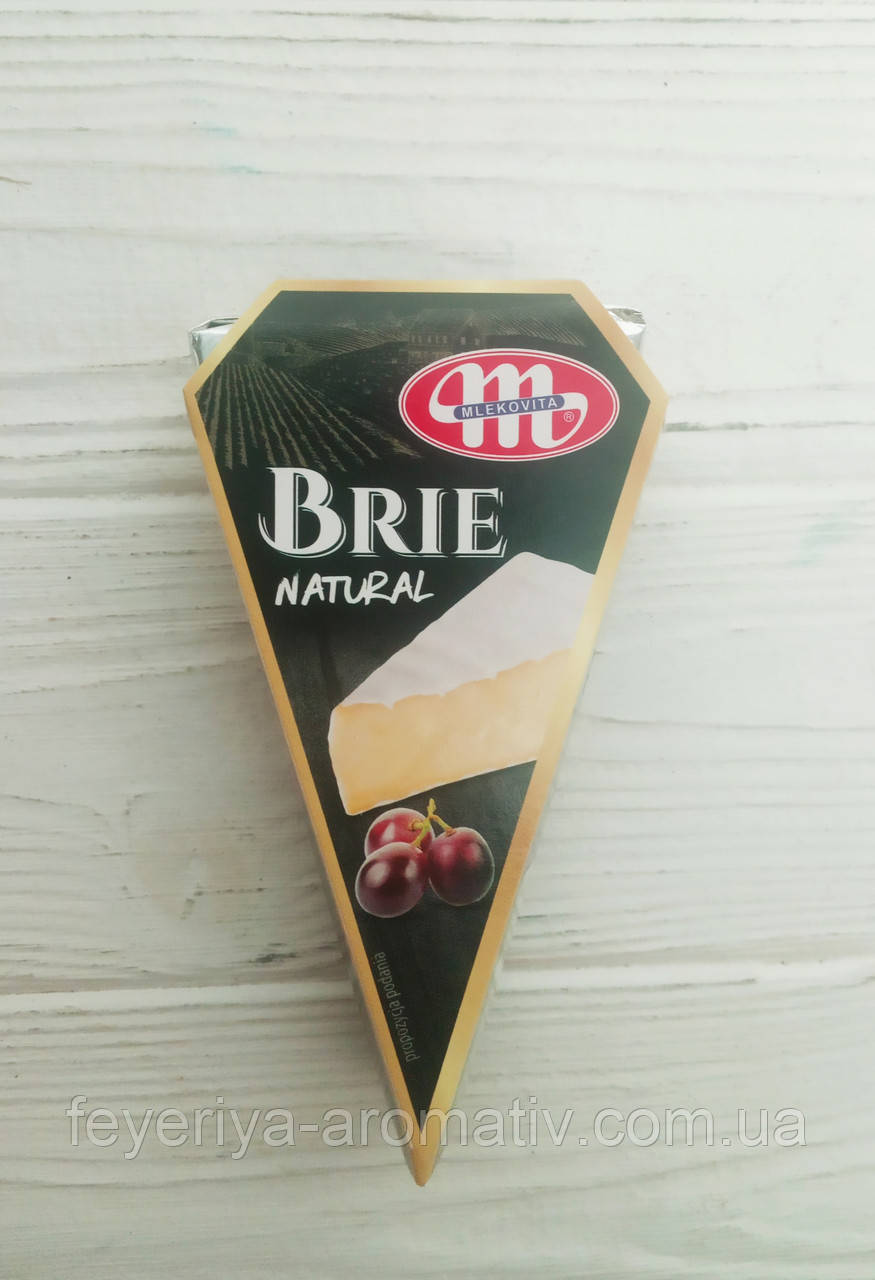 MLEKOVITA
®
BRIE
NATURAL
propozycja podania
feyeriya-aromativ.com.ua